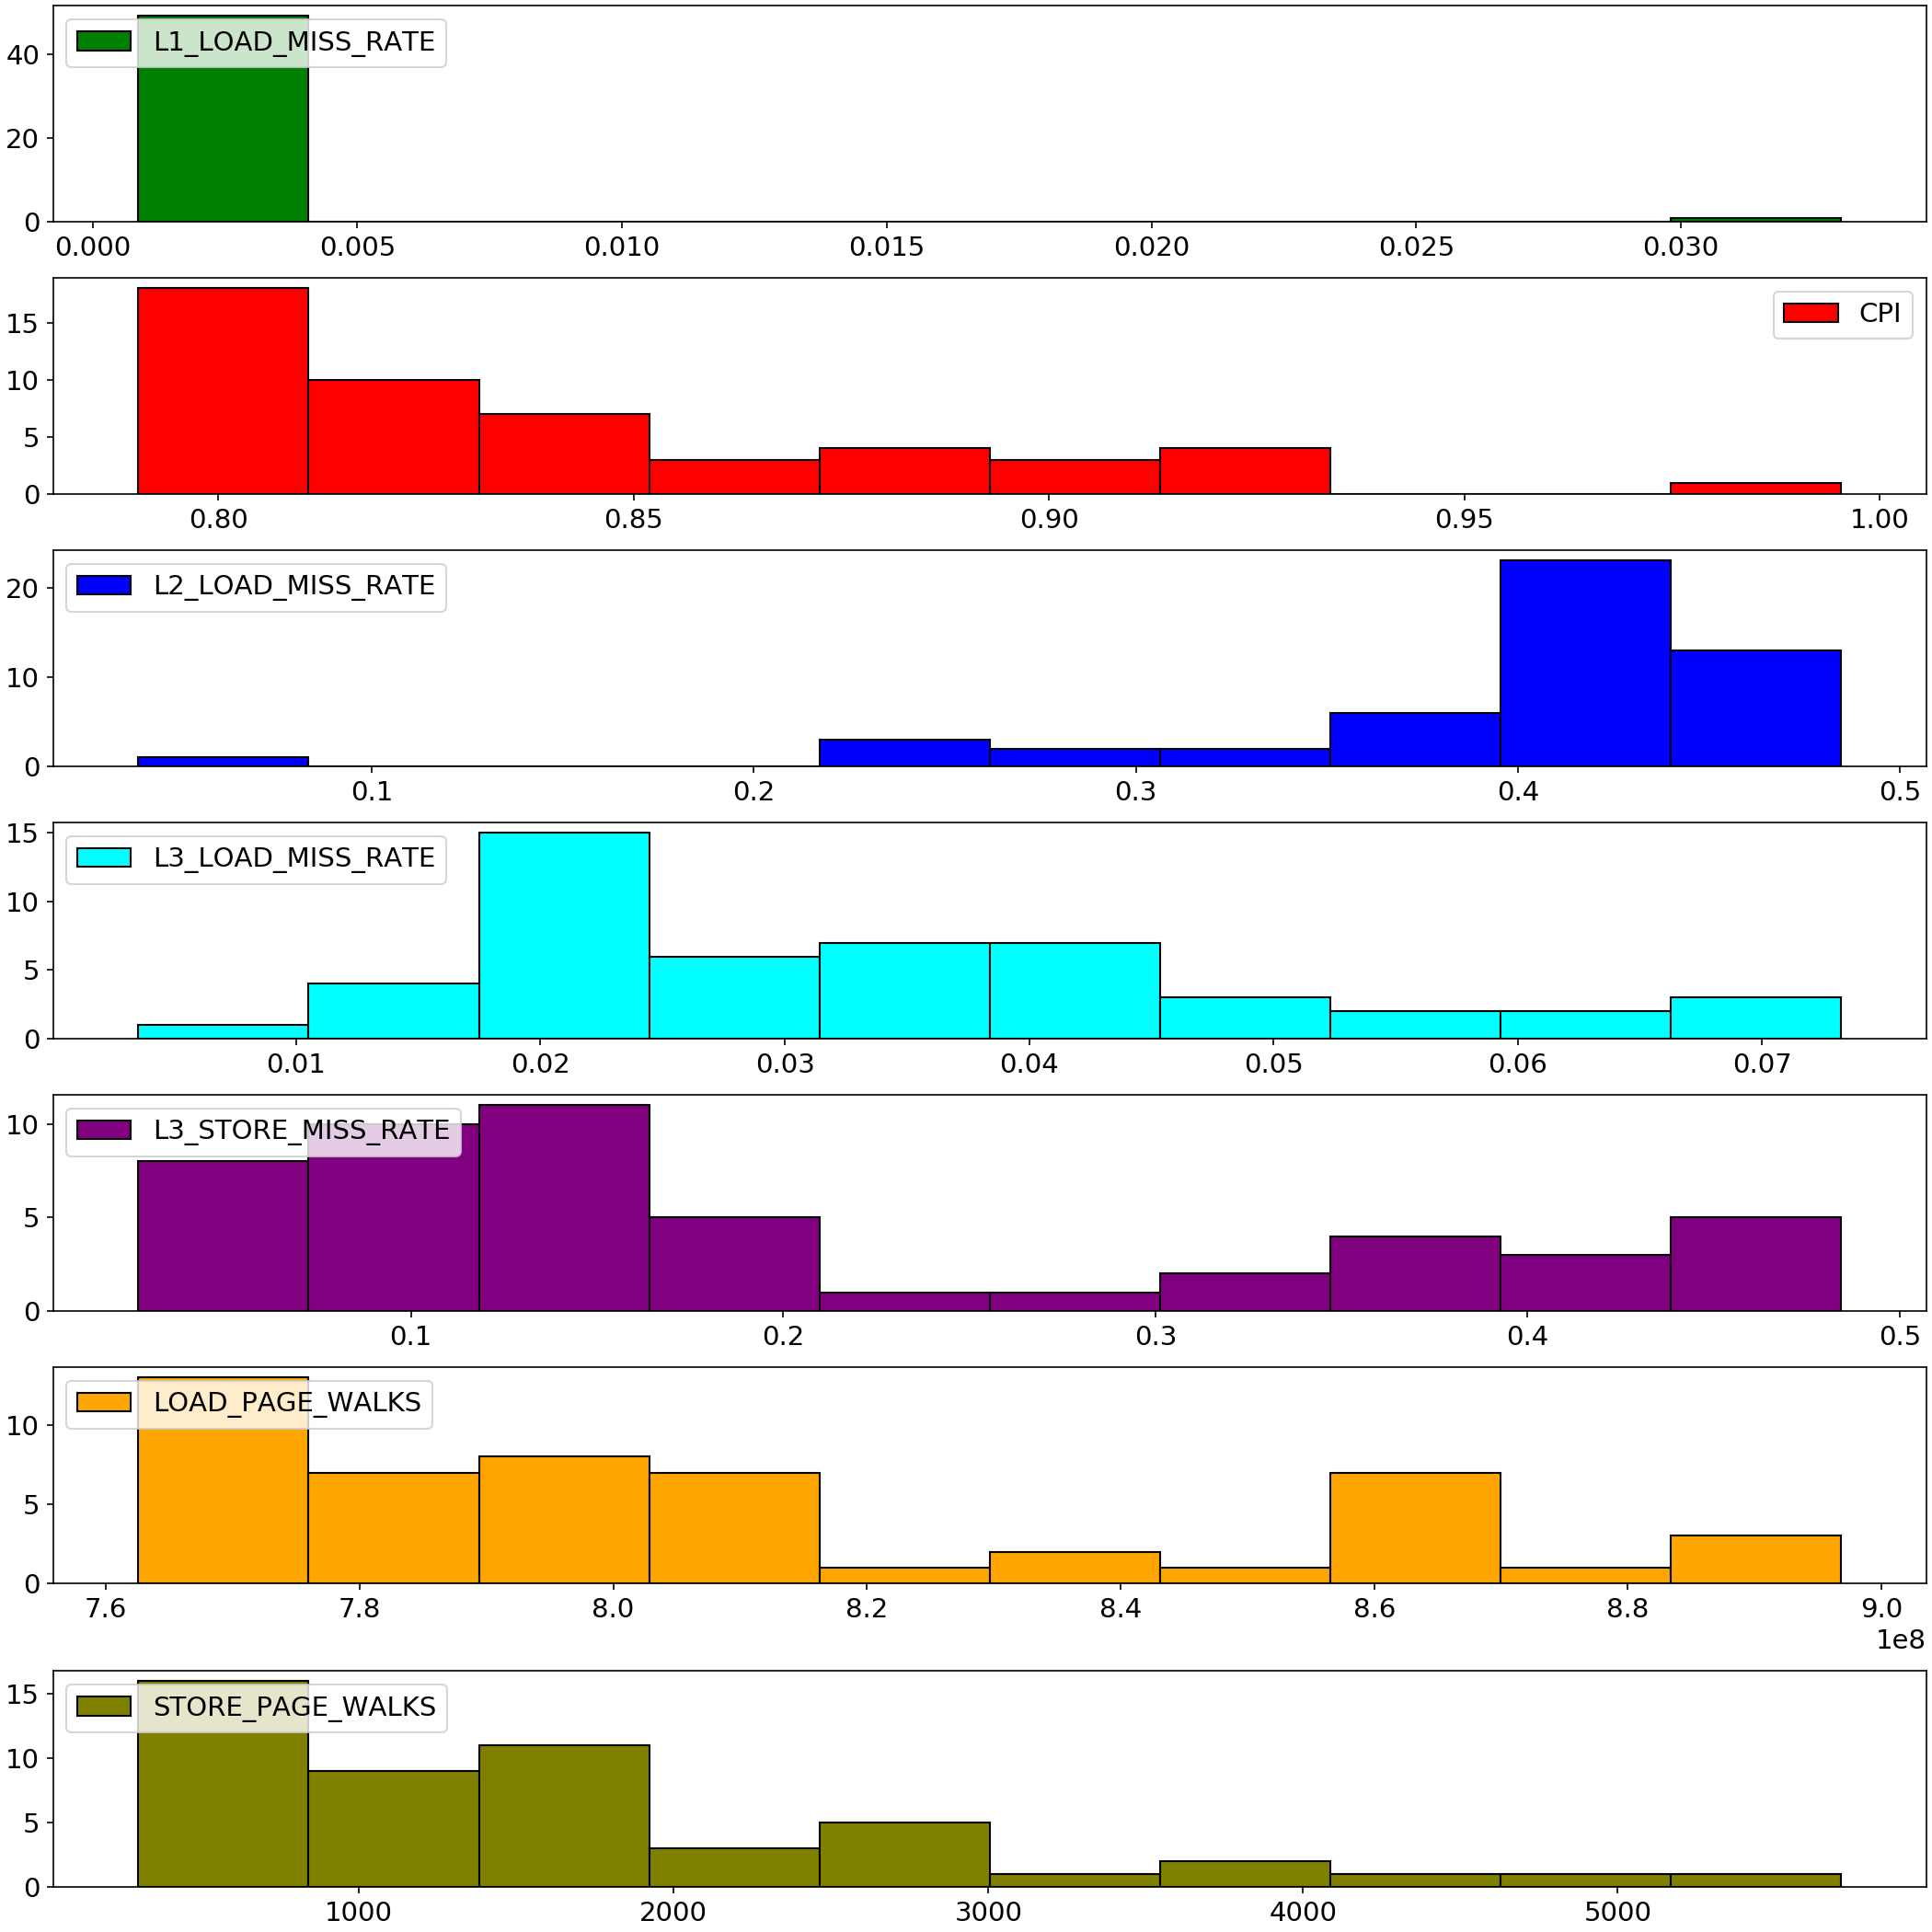 L1_LOAD_MISS_RATE
40
20
0
0.000 0.005 0.010 0.015 0.020 0.025 0.030
CPI
15
10
5
0
0.80 0.85 0.90 0.95 1.00
L2_LOAD_MISS_RATE
20
10
0
0.1 0.2 0.3 0.4 0.5
15
L3_LOAD_MISS_RATE
10
5
0
0.01 0.02 0.03 0.04 0.05 0.06 0.07
10
L3_STORE_MISS_RATE
5
0
0.1 0.2 0.3 0.4 0.5
LOAD_PAGE_WALKS
10
5
0
7.6 7.8 8.0 8.2 8.4 8.6 8.8 9.0
1e8
15
STORE_PAGE_WALKS
10
5
0
1000 2000 3000 4000 5000